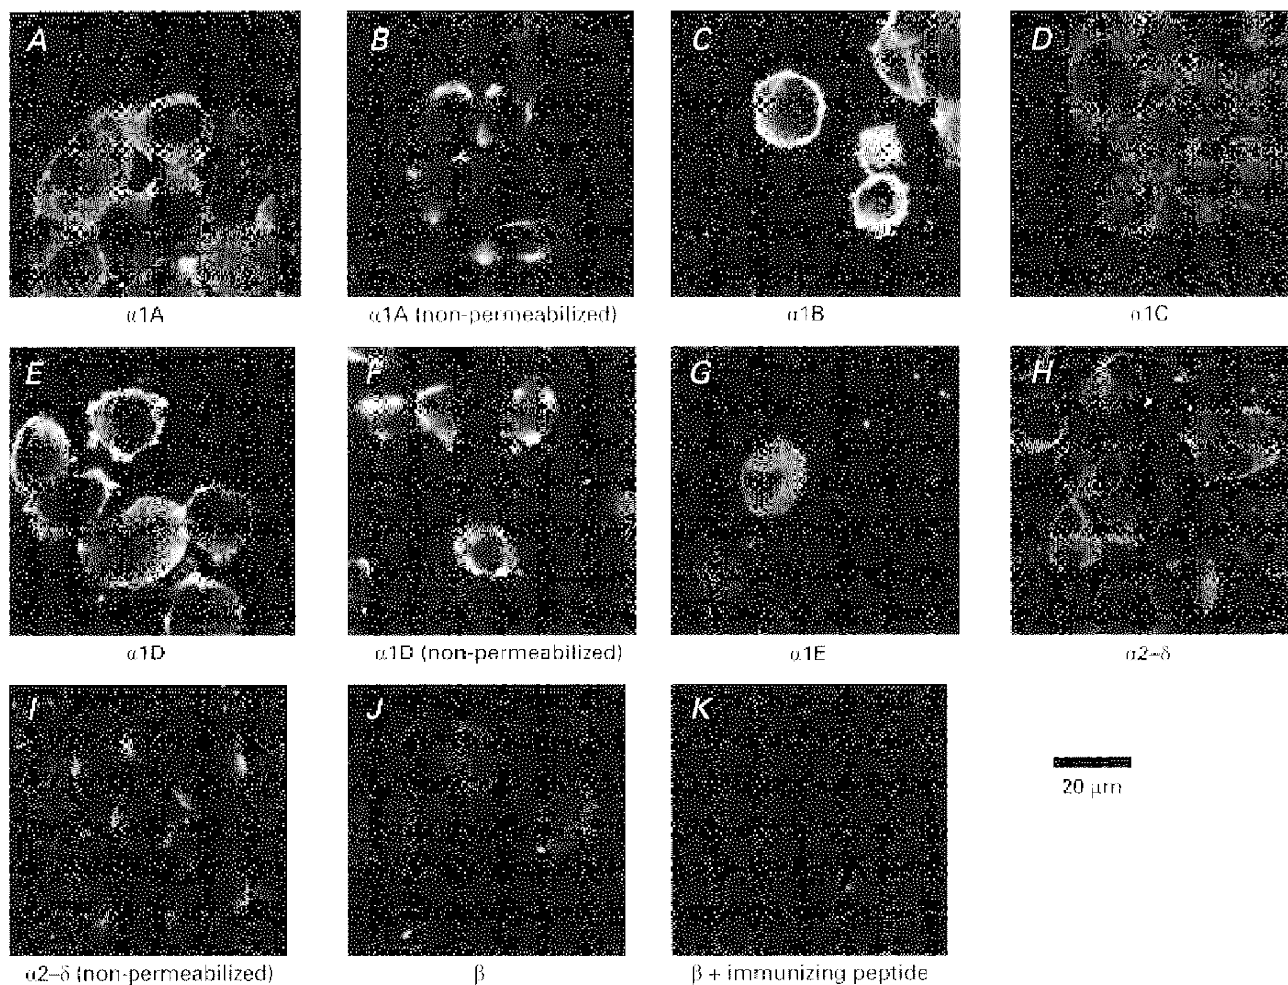 A
B
C
D
α1A
α1A (non-permeabilized)
α1B
α1C
E
F
G
H
α1D
α1D (non-permeabilized)
α1E
α2–δ
I
J
K
20 μm
α2–δ (non-permeabilized)
β
β + immunizing peptide